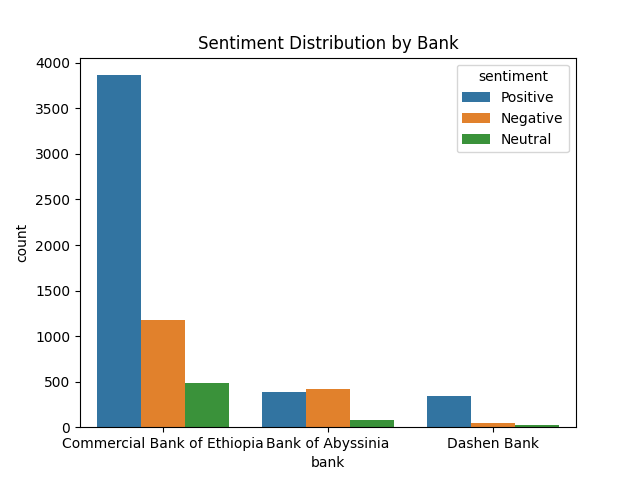 Sentiment Distribution by Bank
sentiment
Positive
Negative
Neutral
count
4000
3500
3000
2500
2000
1500
1000
500
0
Commercial Bank of Ethiopia
Bank of Abyssinia
Dashen Bank
bank